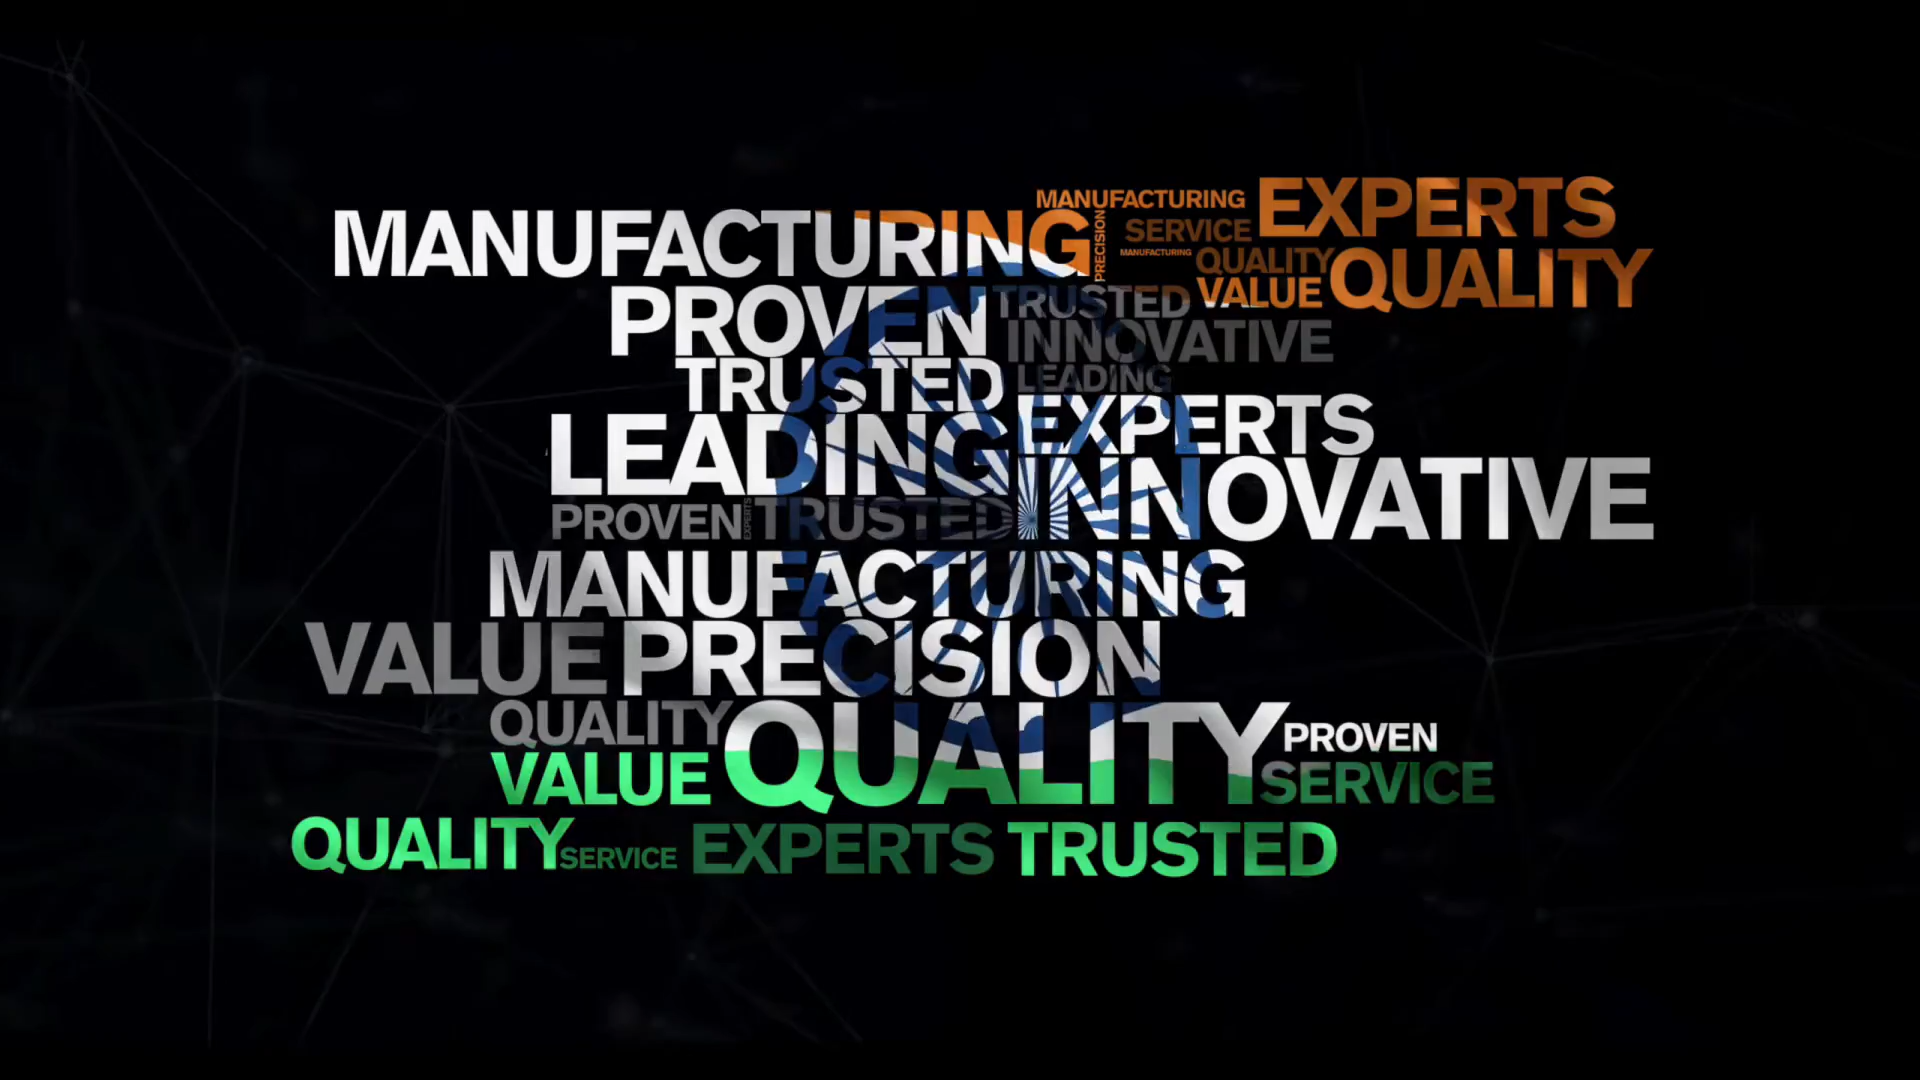 MANUFACTURING EXPERTS
MANUFACTURING PRECISION SERVICE
MANUFACTURING QUALITY QUALITY
PROVEN TRUSTED VALUE
INNOVATIVE
TRUSTED LEADING
LEADING EXPERTS
PROVEN EXPERTS TRUSTED INNOVATIVE
MANUFACTURING
VALUE PRECISION
QUALITY QUALITY PROVEN
VALUE SERVICE
QUALITY SERVICE EXPERTS TRUSTED